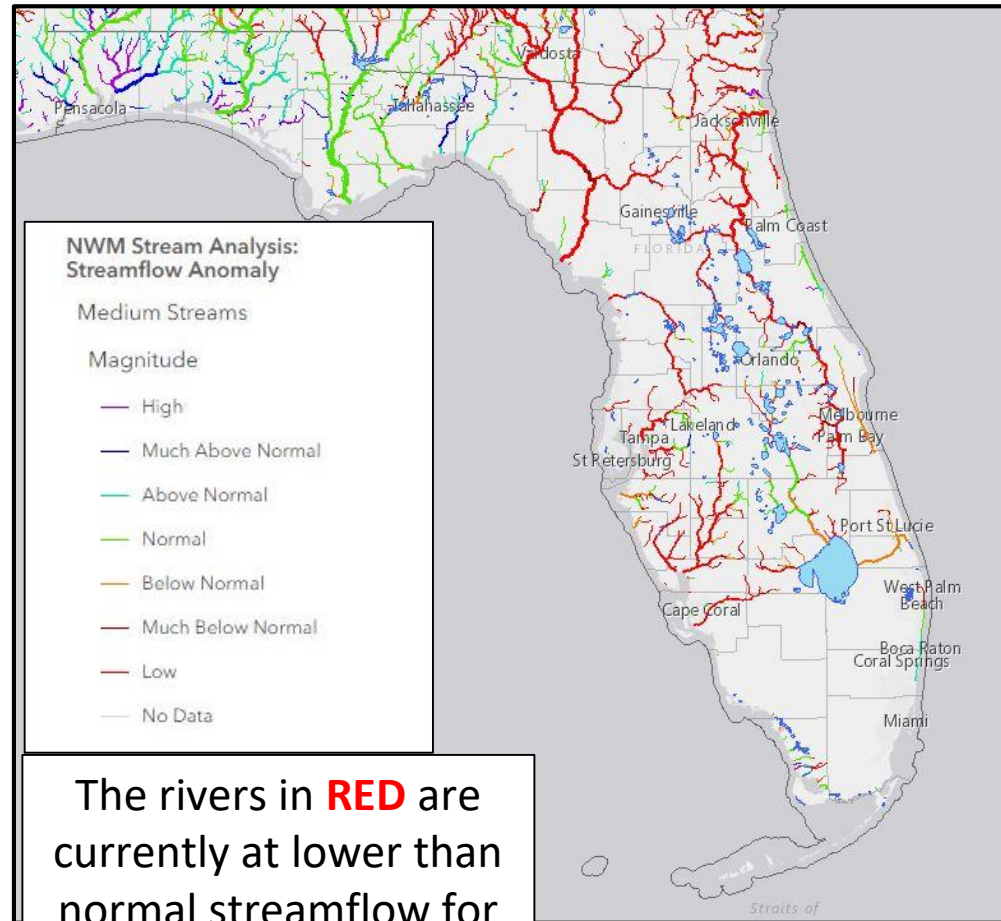 Valdosta
Pensacola
Tallahassee
Jacksonville
Gainesville
Palm Coast
FLORIDA
NWM Stream Analysis:
Streamflow Anomaly
Medium Streams
Magnitude
High
Much Above Normal
Above Normal
Normal
Below Normal
Much Below Normal
Low
No Data
Orlando
Melbourne
Lakeland
Palm Bay
Tampa
St Petersburg
Port St Lucie
West Palm
Beach
Cape Coral
Boca Raton
Coral Springs
Miami
The rivers in RED are
currently at lower than
normal streamflow for
Straits of